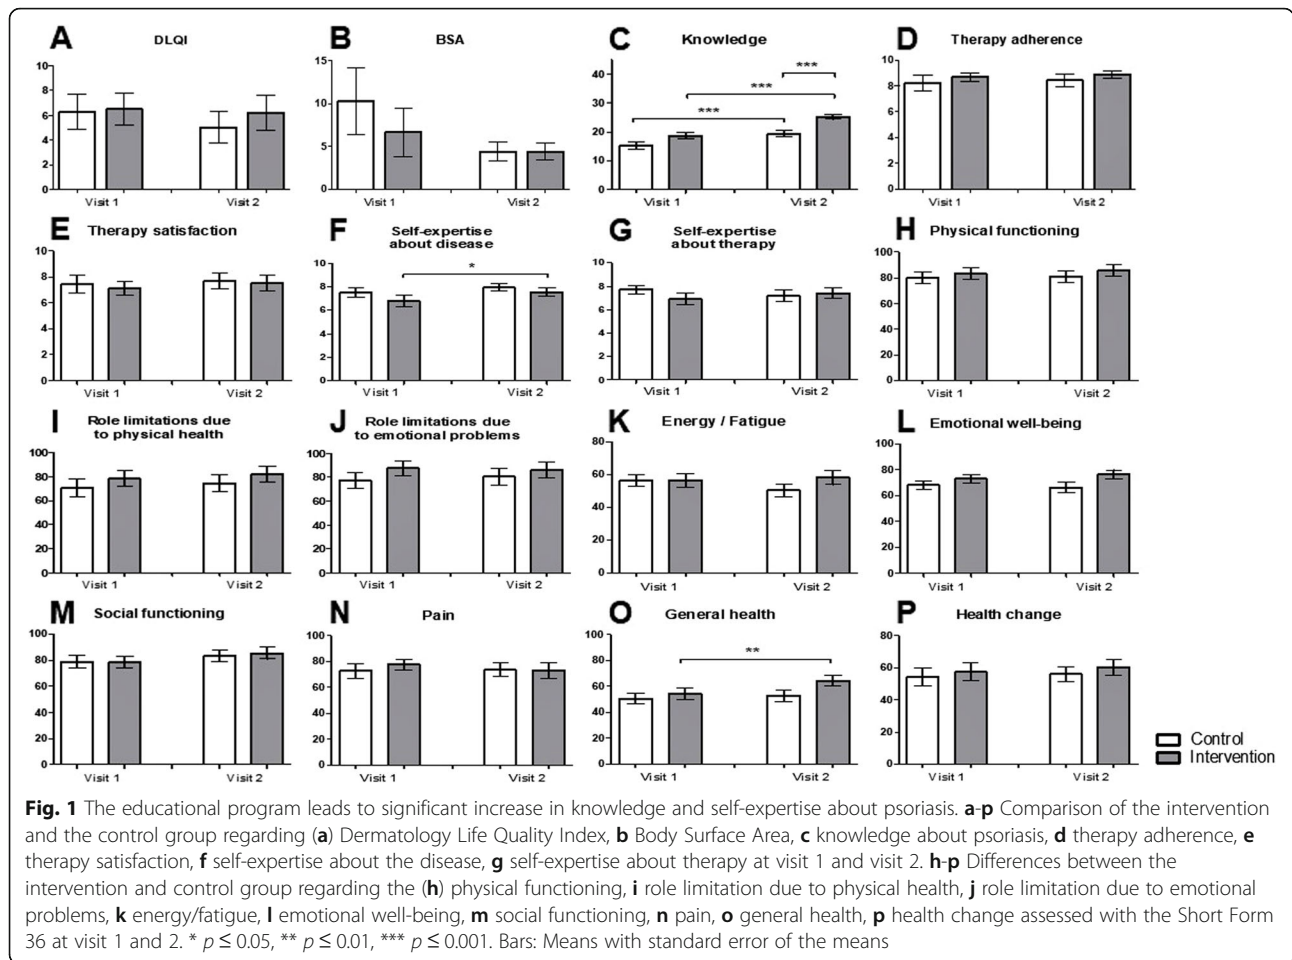 A DLQI
10
8
6
4
2
0
Visit 1 Visit 2
B BSA
15
10
5
0
Visit 1 Visit 2
C Knowledge
***
***
***
40
30
20
10
0
Visit 1 Visit 2
D Therapy adherence
10
8
6
4
2
0
Visit 1 Visit 2
E Therapy satisfaction
10
8
6
4
2
0
Visit 1 Visit 2
F Self-expertise
about disease
*
10
8
6
4
2
0
Visit 1 Visit 2
G Self-expertise
about therapy
10
8
6
4
2
0
Visit 1 Visit 2
H Physical functioning
100
80
60
40
20
0
Visit 1 Visit 2
I Role limitations due
to physical health
100
80
60
40
20
0
Visit 1 Visit 2
J Role limitations due
to emotional problems
100
80
60
40
20
0
Visit 1 Visit 2
K Energy / Fatigue
80
60
40
20
0
Visit 1 Visit 2
L Emotional well-being
100
80
60
40
20
0
Visit 1 Visit 2
M Social functioning
100
80
60
40
20
0
Visit 1 Visit 2
N Pain
100
80
60
40
20
0
Visit 1 Visit 2
O General health
**
100
80
60
40
20
0
Visit 1 Visit 2
P Health change
80
60
40
20
0
Visit 1 Visit 2
Control
Intervention
Fig. 1 The educational program leads to significant increase in knowledge and self-expertise about psoriasis. a-p Comparison of the intervention
and the control group regarding (a) Dermatology Life Quality Index, b Body Surface Area, c knowledge about psoriasis, d therapy adherence, e
therapy satisfaction, f self-expertise about the disease, g self-expertise about therapy at visit 1 and visit 2. h-p Differences between the
intervention and control group regarding the (h) physical functioning, i role limitation due to physical health, j role limitation due to emotional
problems, k energy/fatigue, l emotional well-being, m social functioning, n pain, o general health, p health change assessed with the Short Form
36 at visit 1 and 2. * p ≤ 0.05, ** p ≤ 0.01, *** p ≤ 0.001. Bars: Means with standard error of the means